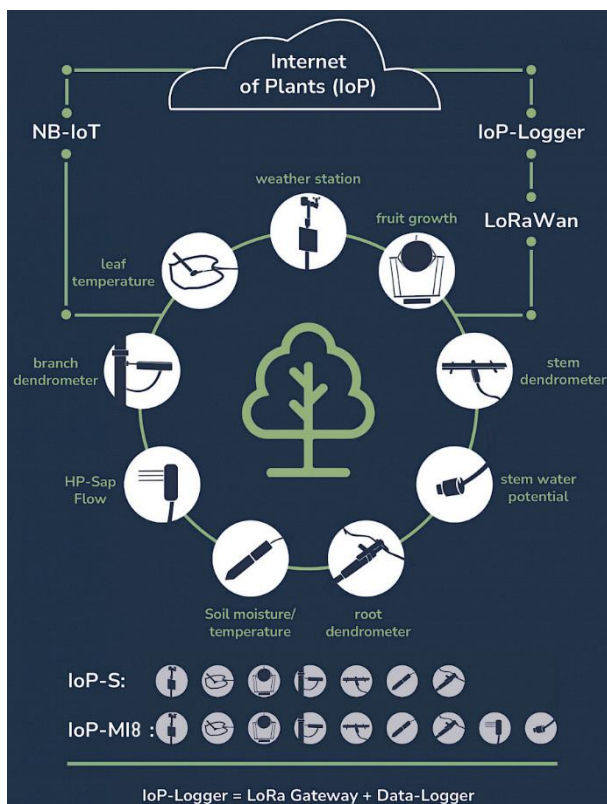 Internet
of Plants (IoP)
NB-IoT
IoP-Logger
weather station
fruit growth
LoRaWan
leaf
temperature
branch
dendrometer
stem
dendrometer
HP-Sap
Flow
stem water
potential
Soil moisture/
temperature
root
dendrometer
IoP-S:
IoP-MI8 :
IoP-Logger = LoRa Gateway + Data-Logger